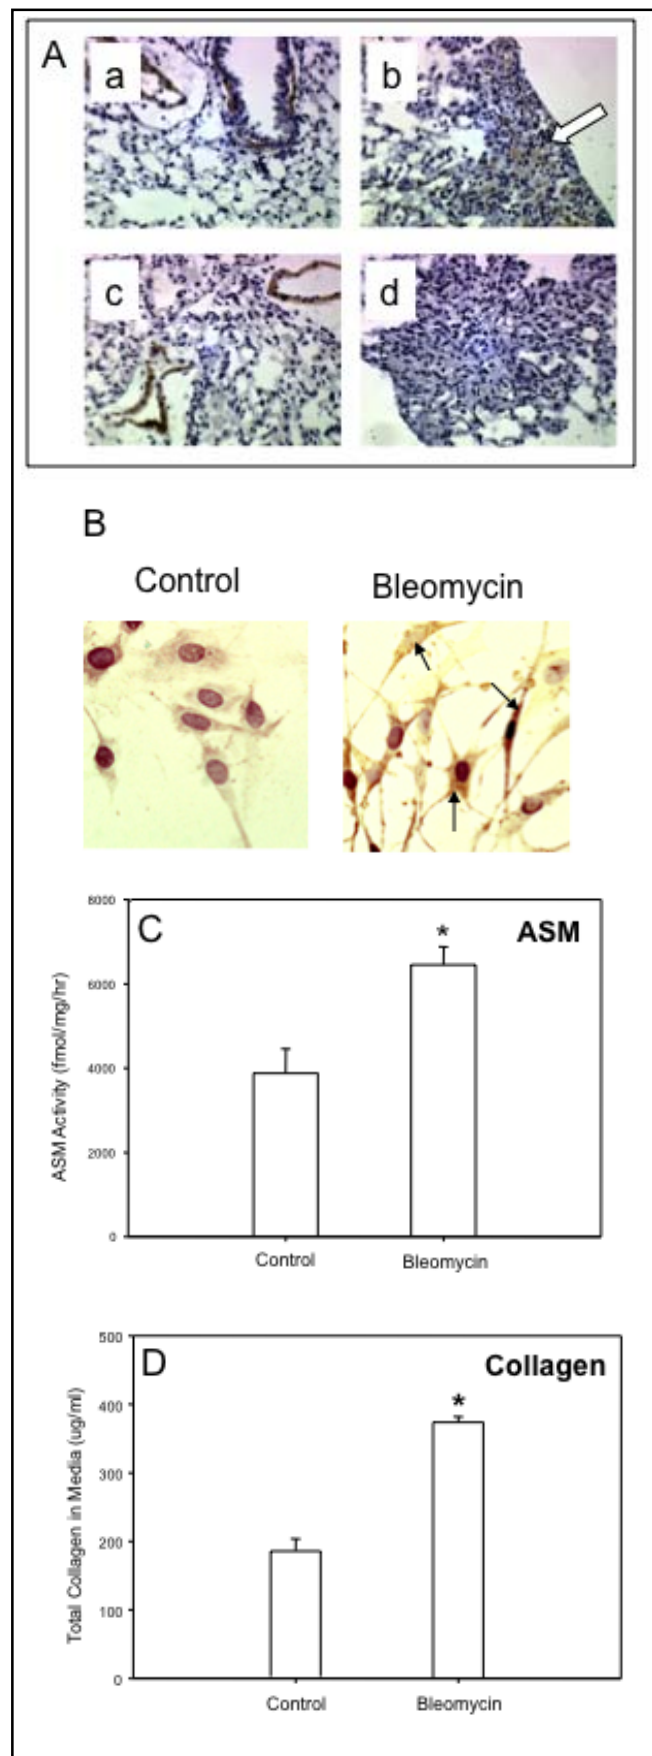 A
a
b
c
d
B
Control
Bleomycin
C
ASM
*
ASM Activity (fmol/mg/hr)
8000
6000
4000
2000
0
Control
Bleomycin
D
Collagen
*
Total Collagen in Media (ug/ml)
500
400
300
200
100
0
Control
Bleomycin